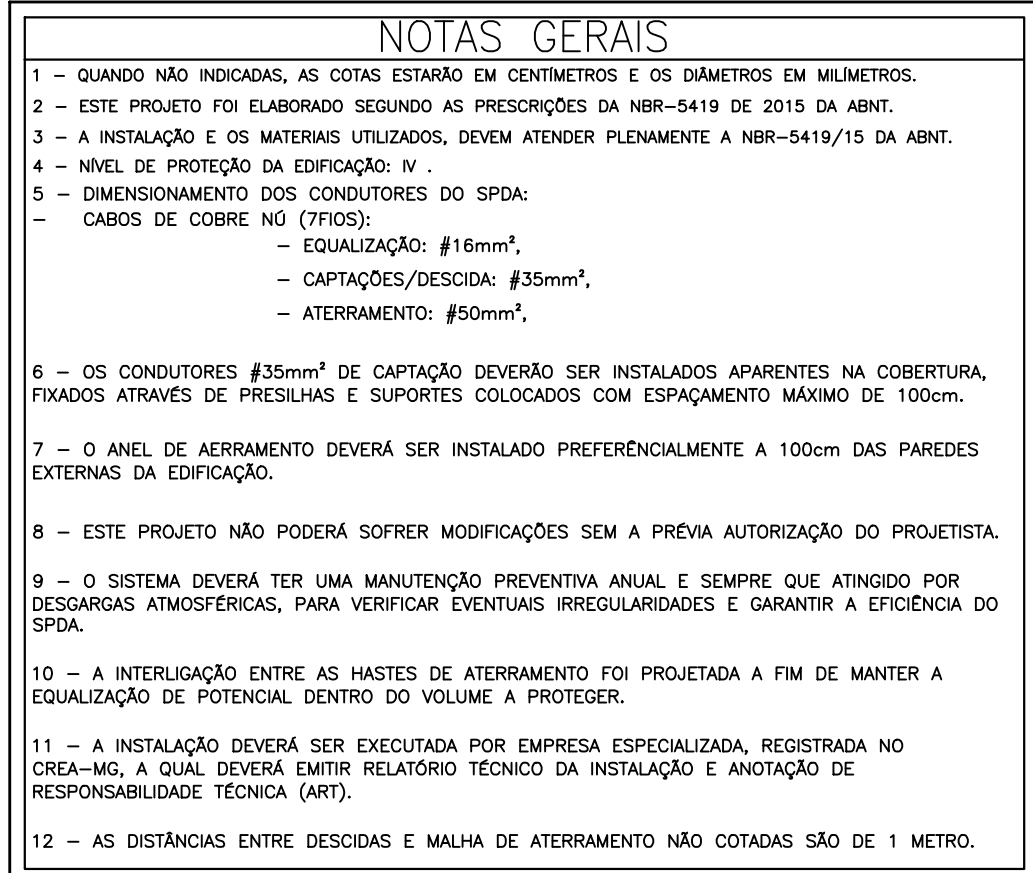 NOTAS GERAIS
1 – QUANDO NÃO INDICADAS, AS COTAS ESTARÃO EM CENTÍMETROS E OS DIÂMETROS EM MILÍMETROS.
2 – ESTE PROJETO FOI ELABORADO SEGUNDO AS PRESCRIÇÕES DA NBR–5419 DE 2015 DA ABNT.
3 – A INSTALAÇÃO E OS MATERIAIS UTILIZADOS, DEVEM ATENDER PLENAMENTE A NBR–5419/15 DA ABNT.
4 – NÍVEL DE PROTEÇÃO DA EDIFICAÇÃO: IV .
5 – DIMENSIONAMENTO DOS CONDUTORES DO SPDA:
– CABOS DE COBRE NÚ (7FIOS):
– EQUALIZAÇÃO: #16mm²,
– CAPTAÇÕES/DESCIDA: #35mm²,
– ATERRAMENTO: #50mm²,
6 – OS CONDUTORES #35mm² DE CAPTAÇÃO DEVERÃO SER INSTALADOS APARENTES NA COBERTURA,
FIXADOS ATRAVÉS DE PRESILHAS E SUPORTES COLOCADOS COM ESPAÇAMENTO MÁXIMO DE 100cm.
7 – O ANEL DE AERRAMENTO DEVERÁ SER INSTALADO PREFERÊNCIALMENTE A 100cm DAS PAREDES
EXTERNAS DA EDIFICAÇÃO.
8 – ESTE PROJETO NÃO PODERÁ SOFRER MODIFICAÇÕES SEM A PRÉVIA AUTORIZAÇÃO DO PROJETISTA.
9 – O SISTEMA DEVERÁ TER UMA MANUTENÇÃO PREVENTIVA ANUAL E SEMPRE QUE ATINGIDO POR
DESGARGAS ATMOSFÉRICAS, PARA VERIFICAR EVENTUAIS IRREGULARIDADES E GARANTIR A EFICIÊNCIA DO
SPDA.
10 – A INTERLIGAÇÃO ENTRE AS HASTES DE ATERRAMENTO FOI PROJETADA A FIM DE MANTER A
EQUALIZAÇÃO DE POTENCIAL DENTRO DO VOLUME A PROTEGER.
11 – A INSTALAÇÃO DEVERÁ SER EXECUTADA POR EMPRESA ESPECIALIZADA, REGISTRADA NO
CREA–MG, A QUAL DEVERÁ EMITIR RELATÓRIO TÉCNICO DA INSTALAÇÃO E ANOTAÇÃO DE
RESPONSABILIDADE TÉCNICA (ART).
12 – AS DISTÂNCIAS ENTRE DESCIDAS E MALHA DE ATERRAMENTO NÃO COTADAS SÃO DE 1 METRO.